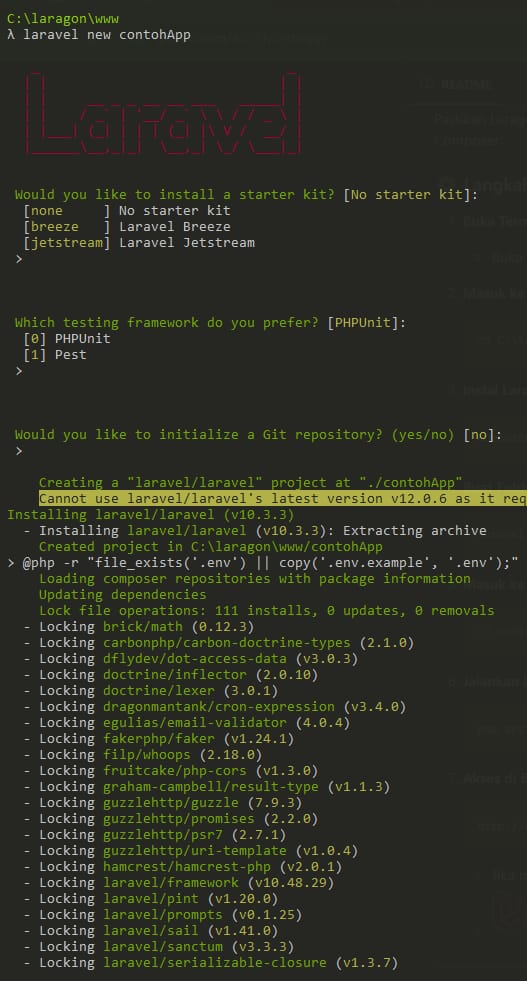 C:\laragon\www
λ laravel new contohApp
Laravel
Would you like to install a starter kit? [No starter kit]:
[none     ] No starter kit
[breeze   ] Laravel Breeze
[jetstream] Laravel Jetstream
>
Which testing framework do you prefer? [PHPUnit]:
[0] PHPUnit
[1] Pest
>
Would you like to initialize a Git repository? (yes/no) [no]:
>
Creating a "laravel/laravel" project at "./contohApp"
Cannot use laravel/laravel's latest version v12.0.6 as it req
Installing laravel/laravel (v10.3.3)
- Installing laravel/laravel (v10.3.3): Extracting archive
Created project in C:\laragon\www/contohApp
> @php -r "file_exists('.env') || copy('.env.example', '.env');"
Loading composer repositories with package information
Updating dependencies
Lock file operations: 111 installs, 0 updates, 0 removals
- Locking brick/math (0.12.3)
- Locking carbonphp/carbon-doctrine-types (2.1.0)
- Locking dflydev/dot-access-data (v3.0.3)
- Locking doctrine/inflector (2.0.10)
- Locking doctrine/lexer (3.0.1)
- Locking dragonmantank/cron-expression (v3.4.0)
- Locking egulias/email-validator (4.0.4)
- Locking fakerphp/faker (v1.24.1)
- Locking filp/whoops (2.18.0)
- Locking fruitcake/php-cors (v1.3.0)
- Locking graham-campbell/result-type (v1.1.3)
- Locking guzzlehttp/guzzle (7.9.3)
- Locking guzzlehttp/promises (2.2.0)
- Locking guzzlehttp/psr7 (2.7.1)
- Locking guzzlehttp/uri-template (v1.0.4)
- Locking hamcrest/hamcrest-php (v2.0.1)
- Locking laravel/framework (v10.48.29)
- Locking laravel/pint (v1.20.0)
- Locking laravel/prompts (v0.1.25)
- Locking laravel/sail (v1.41.0)
- Locking laravel/sanctum (v3.3.3)
- Locking laravel/serializable-closure (v1.3.7)